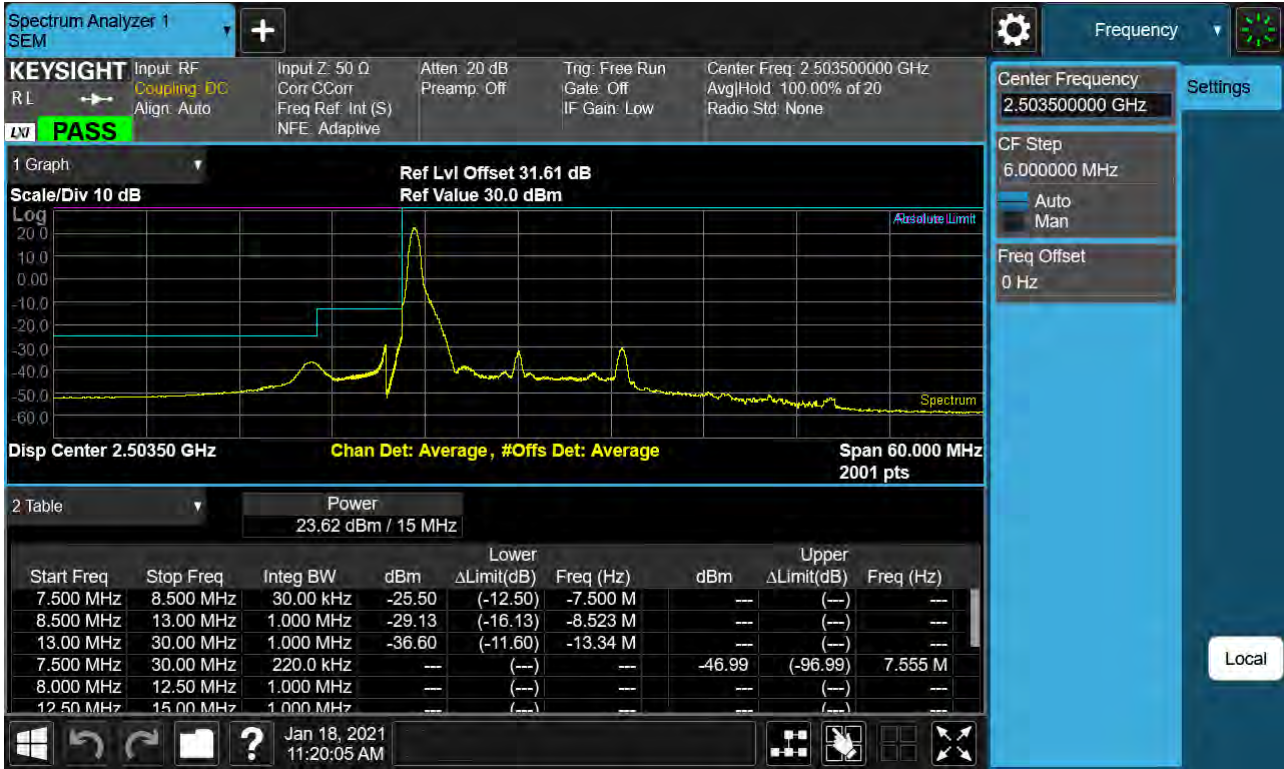 Spectrum Analyzer 1
SEM
+
Frequency
KEYSIGHT
RL
LXI
PASS
Input: RF
Coupling: DC
Align: Auto
Input Z: 50 Ω
Corr CCorr
Freq Ref: Int (S)
NFE: Adaptive
Atten: 20 dB
Preamp: Off
Trig: Free Run
Gate: Off
IF Gain: Low
Center Freq: 2.503500000 GHz
Avg|Hold: 100.00% of 20
Radio Std: None
Center Frequency
2.503500000 GHz
Settings
CF Step
6.000000 MHz
Auto
Man
Freq Offset
0 Hz
Local
1 Graph
Scale/Div 10 dB
Ref Lvl Offset 31.61 dB
Ref Value 30.0 dBm
Log
20.0
10.0
0.00
-10.0
-20.0
-30.0
-40.0
-50.0
-60.0
Absolute Limit
Spectrum
Disp Center 2.50350 GHz
Chan Det: Average, #Offs Det: Average
Span 60.000 MHz
2001 pts
2 Table
Power
23.62 dBm / 15 MHz
Lower Upper
Start Freq Stop Freq Integ BW dBm ΔLimit(dB) Freq (Hz) dBm ΔLimit(dB) Freq (Hz)
7.500 MHz 8.500 MHz 30.00 kHz -25.50 (-12.50) -7.500 M --- (---) ---
8.500 MHz 13.00 MHz 1.000 MHz -29.13 (-16.13) -8.523 M --- (---) ---
13.00 MHz 30.00 MHz 1.000 MHz -36.60 (-11.60) -13.34 M --- (---) ---
7.500 MHz 30.00 MHz 220.0 kHz --- (---) --- -46.99 (-96.99) 7.555 M
8.000 MHz 12.50 MHz 1.000 MHz --- (---) --- --- (---) ---
12.50 MHz 15.00 MHz 1.000 MHz --- (---) --- --- (---) ---
?
Jan 18, 2021
11:20:05 AM